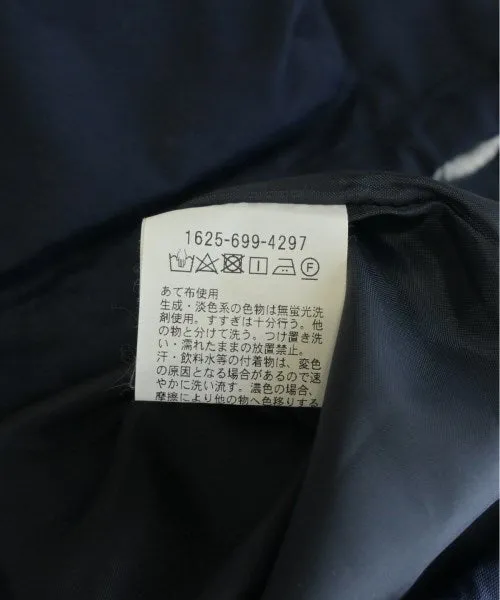 1625-699-4297
F
あて布使用
生成・淡色系の色物は無蛍光洗
剤使用。すすぎは十分行う。他
の物と分けて洗う。つけ置き洗
い・濡れたままの放置禁止。
汗・飲料水等の付着物は、変色
の原因となる場合があるので速
やかに洗い流す。濃色の場合、
摩擦により他の物へ色移りする